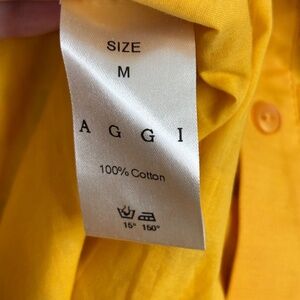 SIZE
M
A G G I
100% Cotton
15° 150°